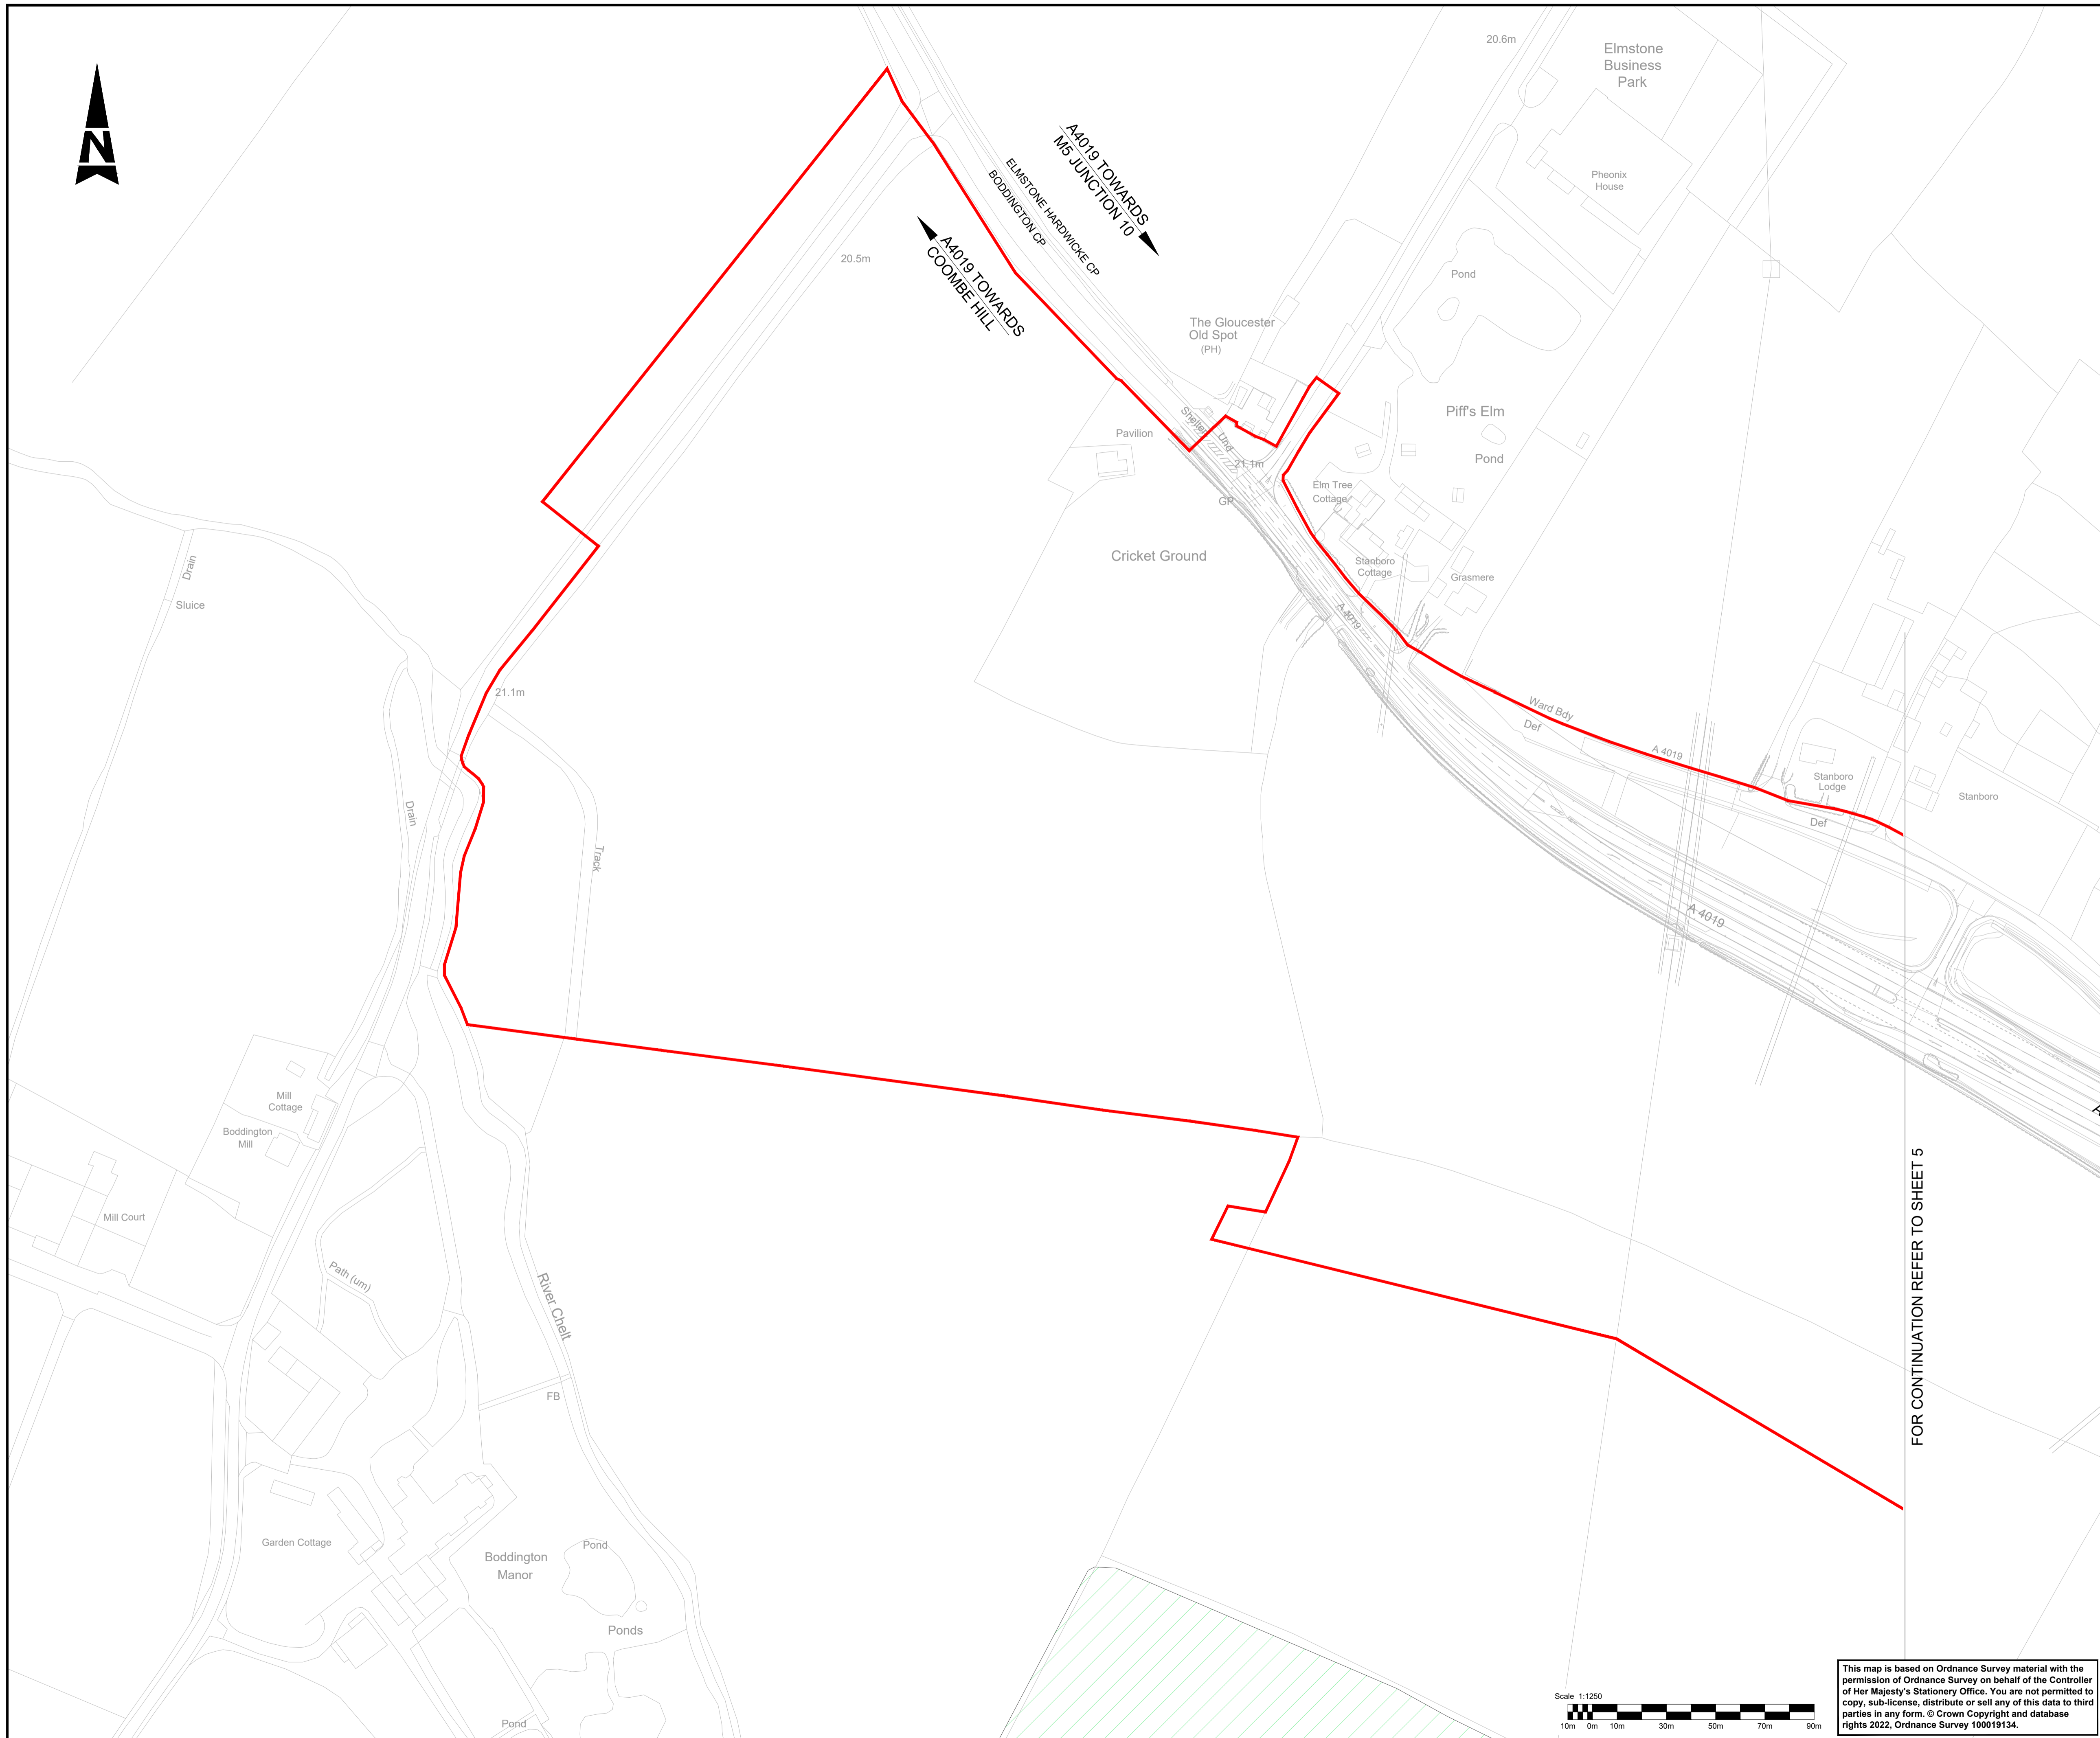 N
20.6m
Elmstone
Business
Park
A4019 TOWARDS
M5 JUNCTION 10
ELMSTONE HARDWICKE CP
BODDINGTON CP
A4019 TOWARDS
COOMBE HILL
20.5m
Pheonix
House
Pond
The Gloucester
Old Spot
(PH)
Piff's Elm
Pond
Shelter
Und
21.1m
GP
Pavilion
Cricket Ground
Elm Tree
Cottage
Stanboro
Cottage
Grasmere
A 4019
Drain
Sluice
21.1m
Ward Bdy
Def
A 4019
Stanboro
Lodge
Stanboro
Def
Drain
Track
A 4019
A
Mill
Cottage
Boddington
Mill
Mill Court
Path (um)
River Chelt
FB
FOR CONTINUATION REFER TO SHEET 5
Garden Cottage
Boddington
Manor
Pond
Ponds
Pond
Scale 1:1250
10m 0m 10m 30m 50m 70m 90m
This map is based on Ordnance Survey material with the
permission of Ordnance Survey on behalf of the Controller
of Her Majesty's Stationery Office. You are not permitted to
copy, sub-license, distribute or sell any of this data to third
parties in any form. © Crown Copyright and database
rights 2022, Ordnance Survey 100019134.